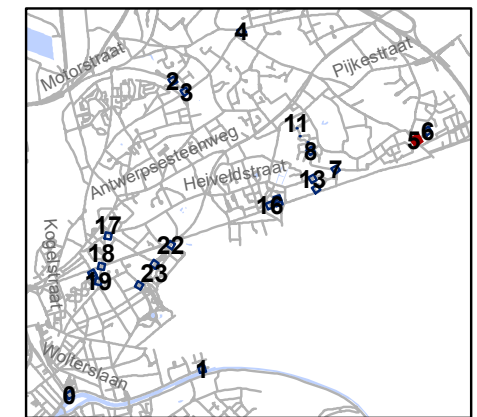 4
Motorstraat
Pijkestraat
2
3
11
6
5
Antwerpsesteenweg
8
7
Heiveldstraat
13
16
17
Kogelstraat
22
18
23
19
Wolterslaan
1
0